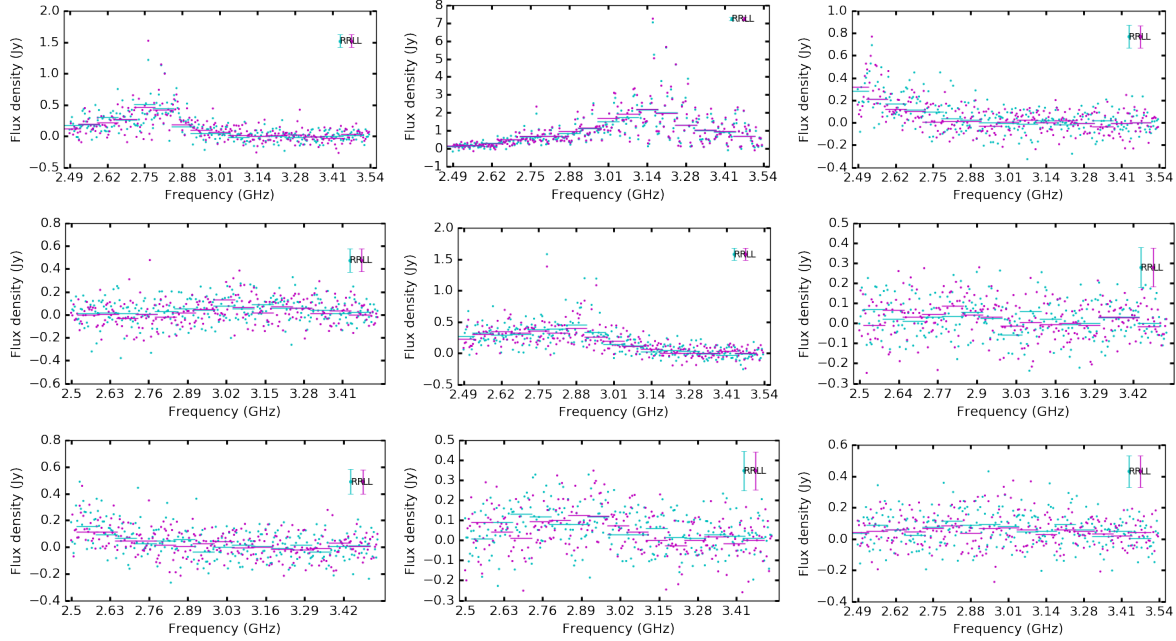 Flux density (Jy)
2.0
1.5
1.0
0.5
0.0
−0.5
RRLL
2.49 2.62 2.75 2.88 3.01 3.14 3.28 3.41 3.54
Frequency (GHz)
Flux density (Jy)
8
7
6
5
4
3
2
1
0
−1
RRLL
2.49 2.62 2.75 2.88 3.01 3.14 3.28 3.41 3.54
Frequency (GHz)
Flux density (Jy)
1.0
0.8
0.6
0.4
0.2
0.0
−0.2
−0.4
RRLL
2.49 2.62 2.75 2.88 3.01 3.14 3.28 3.41 3.54
Frequency (GHz)
Flux density (Jy)
0.8
0.6
0.4
0.2
0.0
−0.2
−0.4
−0.6
RRLL
2.5 2.63 2.76 2.89 3.02 3.15 3.28 3.41
Frequency (GHz)
Flux density (Jy)
2.0
1.5
1.0
0.5
0.0
−0.5
RRLL
2.49 2.62 2.75 2.88 3.01 3.14 3.28 3.41 3.54
Frequency (GHz)
Flux density (Jy)
0.5
0.4
0.3
0.2
0.1
0.0
−0.1
−0.2
−0.3
RRLL
2.5 2.64 2.77 2.9 3.03 3.16 3.29 3.42
Frequency (GHz)
Flux density (Jy)
0.8
0.6
0.4
0.2
0.0
−0.2
−0.4
RRLL
2.5 2.63 2.76 2.9 3.03 3.16 3.29 3.42
Frequency (GHz)
Flux density (Jy)
0.5
0.4
0.3
0.2
0.1
0.0
−0.1
−0.2
−0.3
RRLL
2.5 2.63 2.76 2.89 3.02 3.15 3.28 3.41
Frequency (GHz)
Flux density (Jy)
0.6
0.4
0.2
0.0
−0.2
−0.4
RRLL
2.49 2.62 2.75 2.88 3.01 3.14 3.28 3.41 3.54
Frequency (GHz)